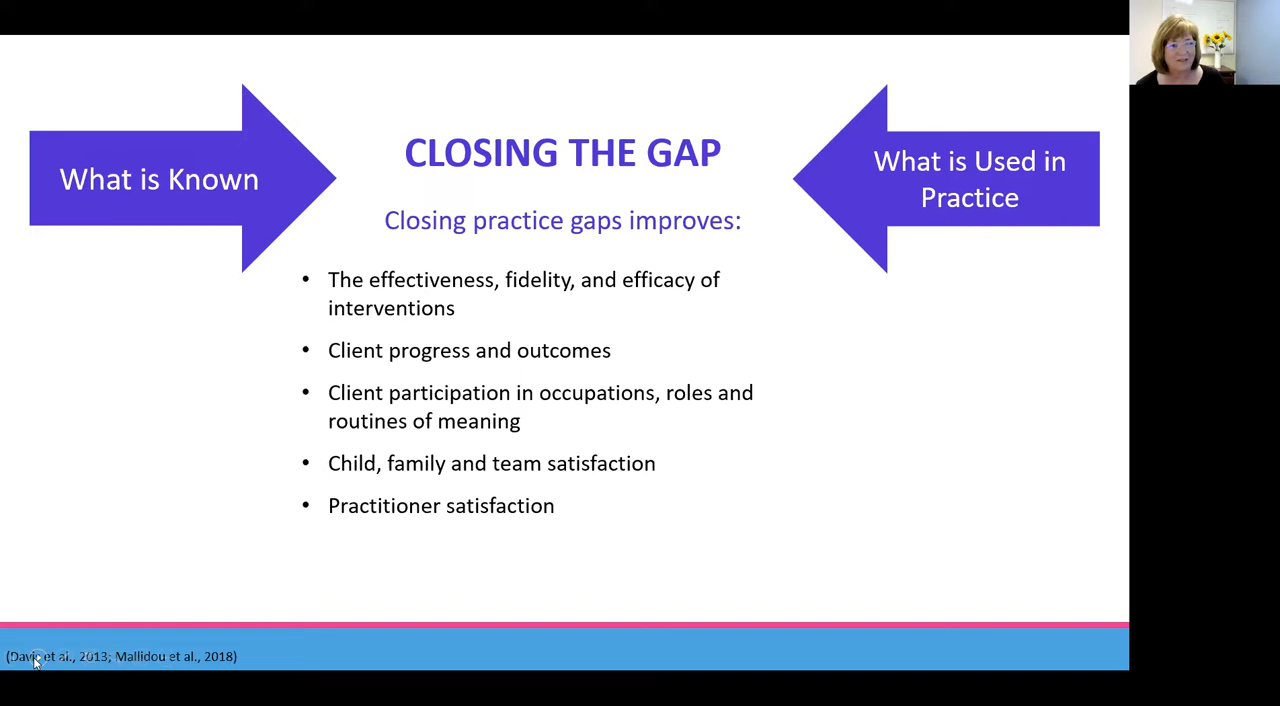 What is Known
CLOSING THE GAP
What is Used in
Practice
Closing practice gaps improves:
• The effectiveness, fidelity, and efficacy of
interventions
• Client progress and outcomes
• Client participation in occupations, roles and
routines of meaning
• Child, family and team satisfaction
• Practitioner satisfaction
(Davis et al., 2013; Mallidou et al., 2018)